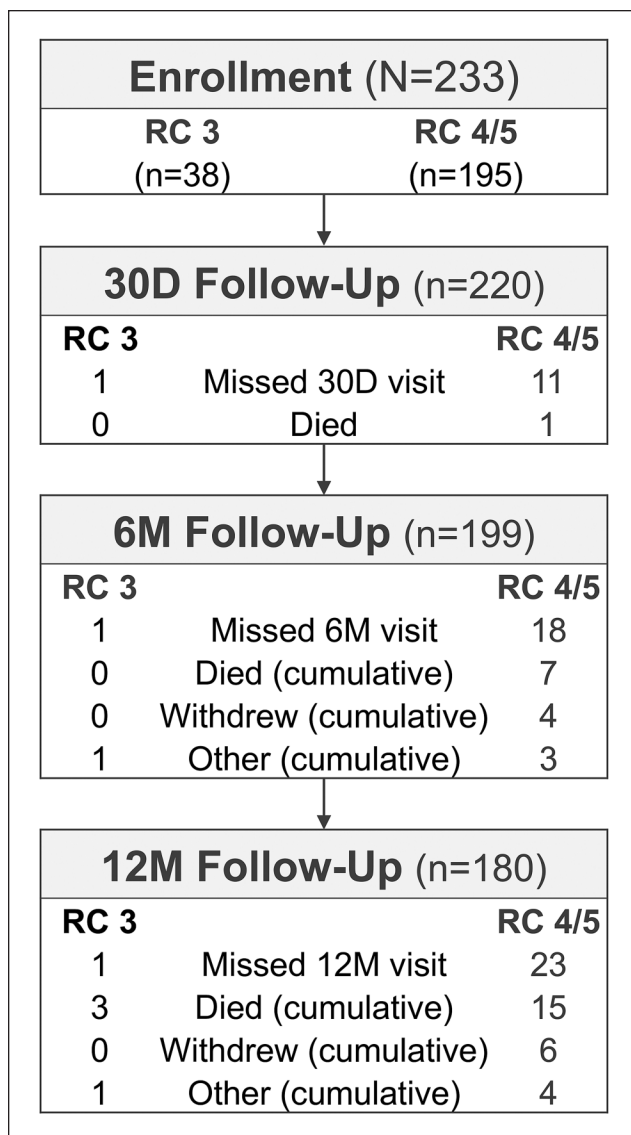 Enrollment (N=233)
RC 3 RC 4/5
(n=38) (n=195)
30D Follow-Up (n=220)
RC 3 RC 4/5
1 Missed 30D visit 11
0 Died 1
6M Follow-Up (n=199)
RC 3 RC 4/5
1 Missed 6M visit 18
0 Died (cumulative) 7
0 Withdrew (cumulative) 4
1 Other (cumulative) 3
12M Follow-Up (n=180)
RC 3 RC 4/5
1 Missed 12M visit 23
3 Died (cumulative) 15
0 Withdrew (cumulative) 6
1 Other (cumulative) 4